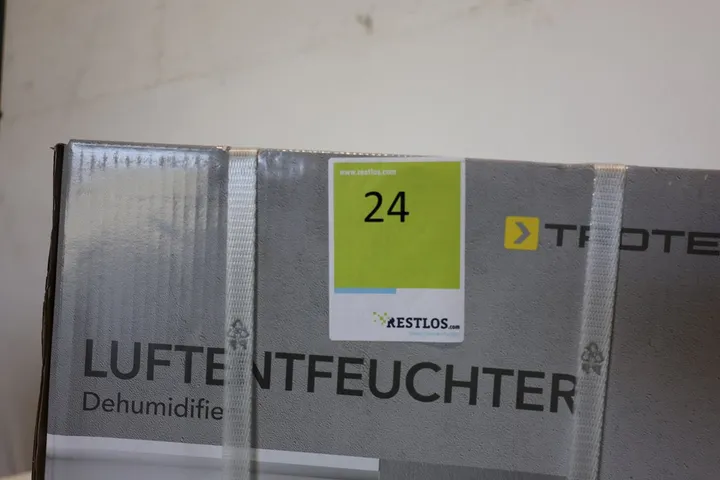 www.restlos.com
24
TROTE
RESTLOS.com
LUFTENTFEUCHTER
Dehumidifie